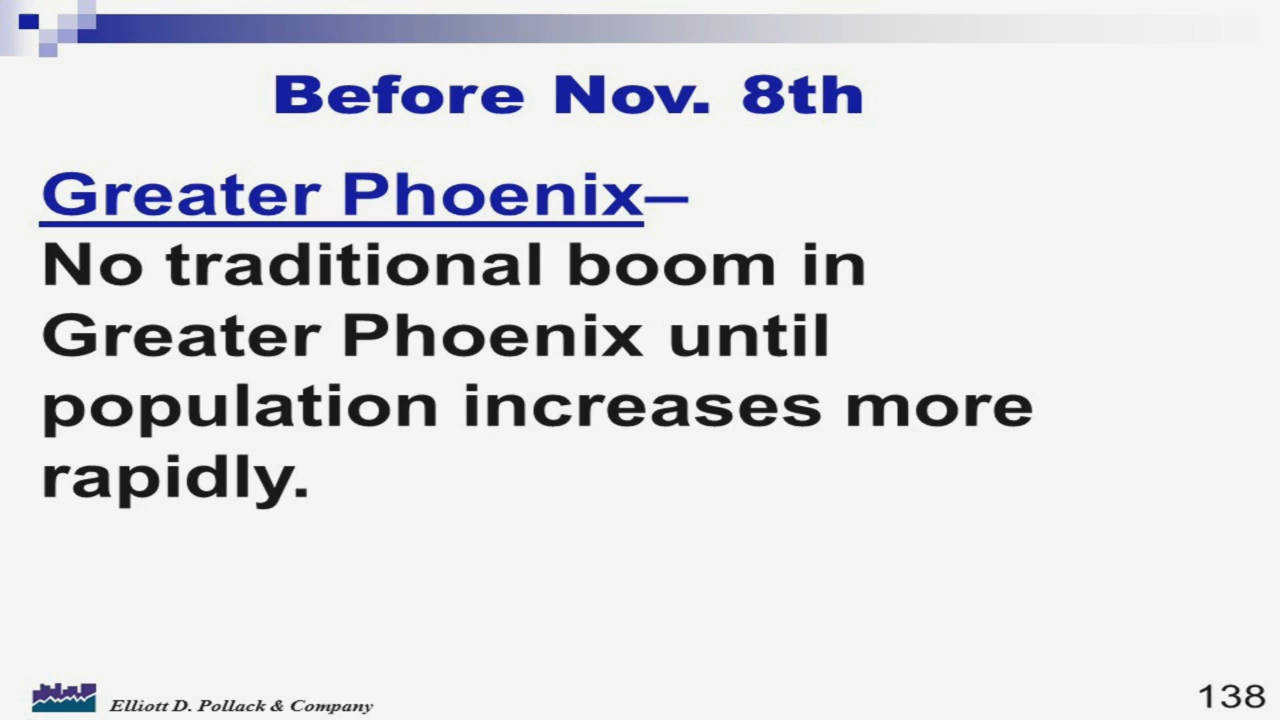 Before Nov. 8th
Greater Phoenix–
No traditional boom in
Greater Phoenix until
population increases more
rapidly.
Elliott D. Pollack & Company
138